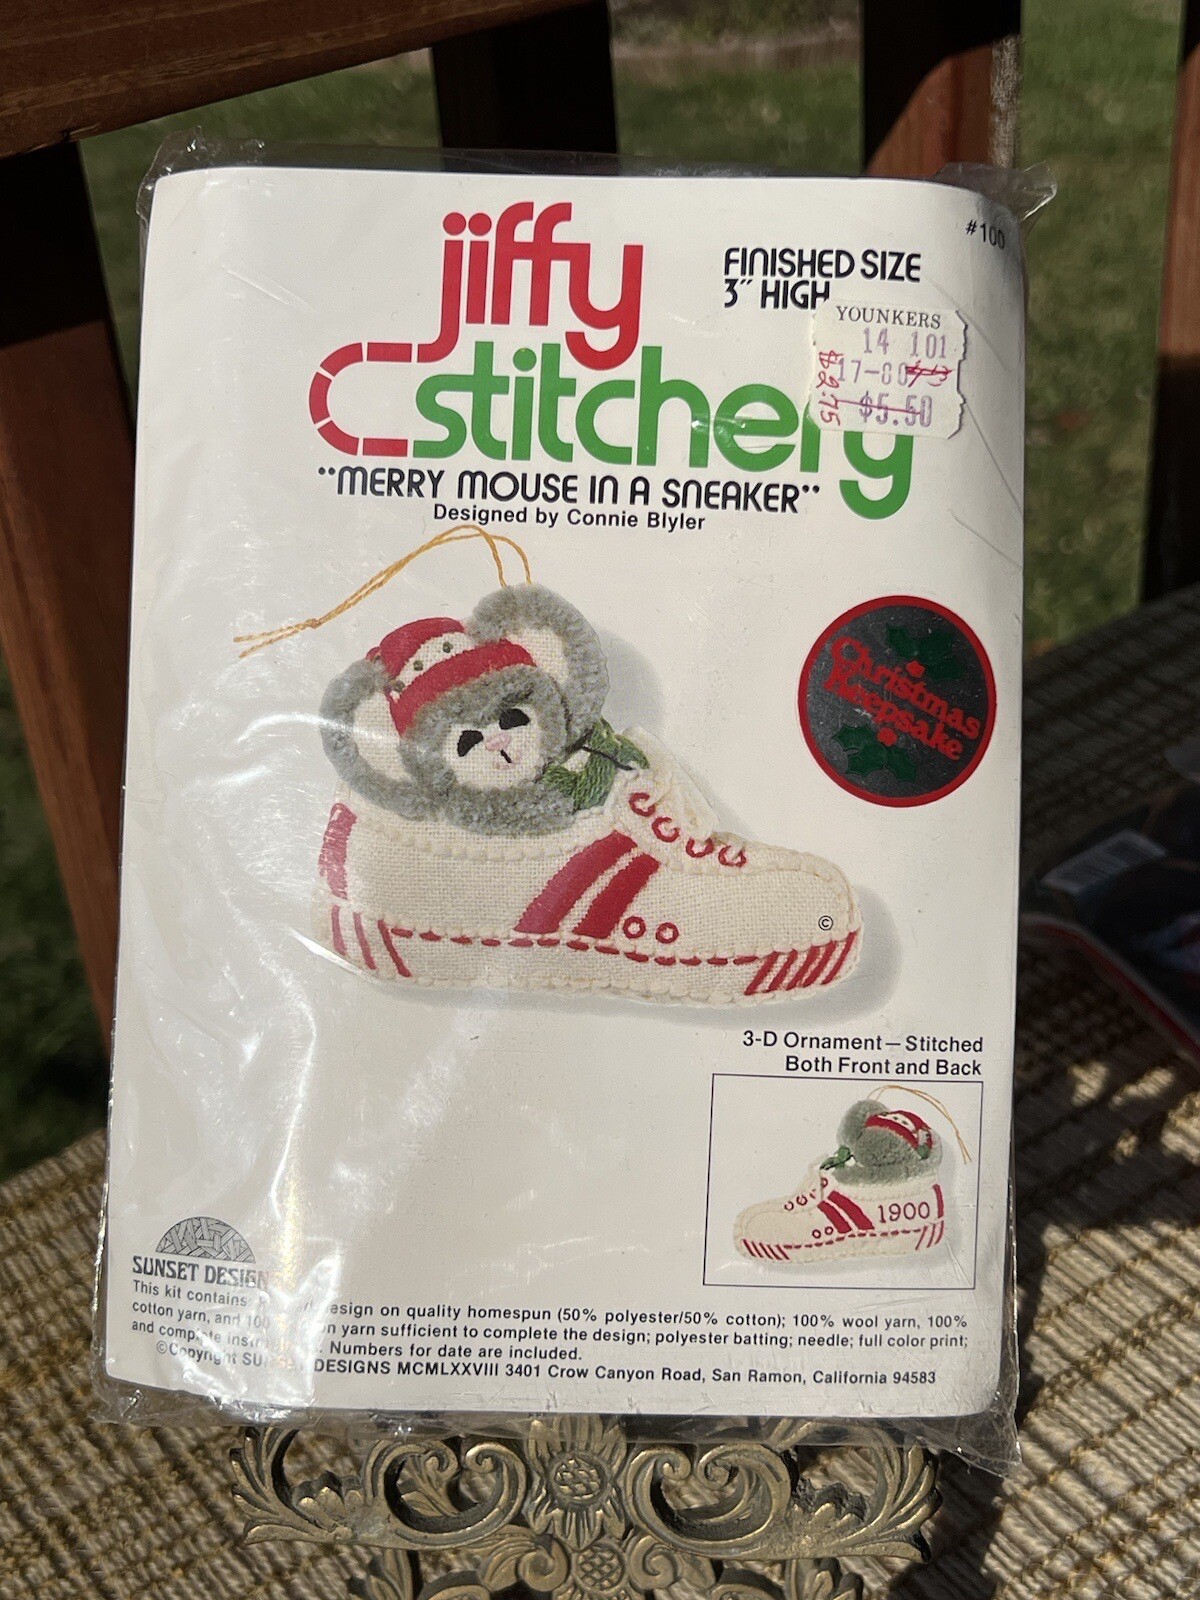 #100
jiffy
stitchery
FINISHED SIZE
3" HIGH
YOUNKERS
14 101
17-80
$5.50
$2.75
"MERRY MOUSE IN A SNEAKER"
Designed by Connie Blyler
Christmas
Keepsake
©
3-D Ornament—Stitched
Both Front and Back
1900
SUNSET DESIGN
This kit contains esign on quality homespun (50% polyester/50% cotton); 100% wool yarn, 100%
cotton yarn, and 100 yarn sufficient to complete the design; polyester batting; needle; full color print;
and complete Numbers for date are included.
©Copyright DESIGNS MCMLXXVIII 3401 Crow Canyon Road, San Ramon, California 94583